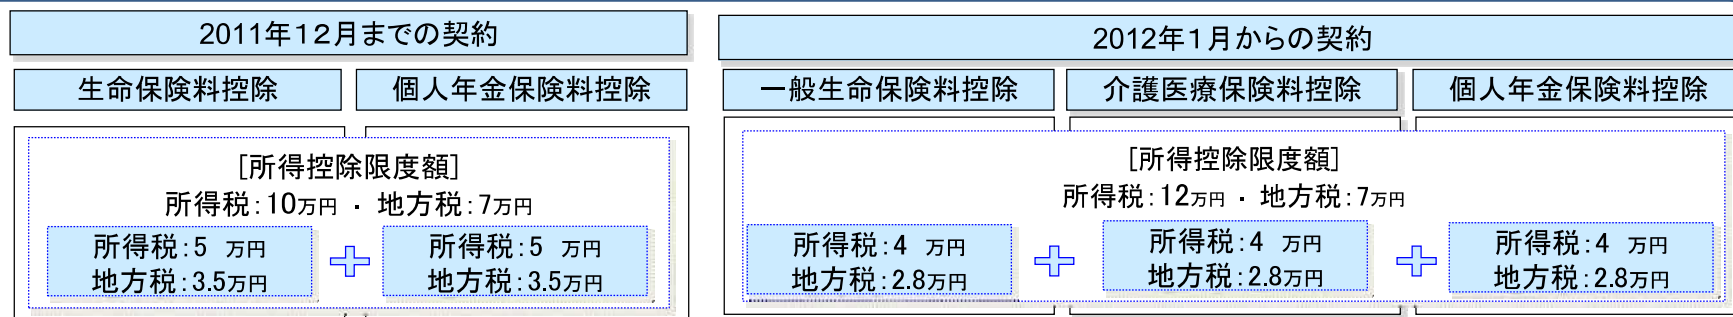 2011年12月までの契約
生命保険料控除
個人年金保険料控除
[所得控除限度額]
所得税:10万円 ・ 地方税:7万円
所得税:5 万円
地方税:3.5万円
所得税:5 万円
地方税:3.5万円
2012年1月からの契約
一般生命保険料控除
介護医療保険料控除
個人年金保険料控除
[所得控除限度額]
所得税:12万円 ・ 地方税:7万円
所得税:4 万円
地方税:2.8万円
所得税:4 万円
地方税:2.8万円
所得税:4 万円
地方税:2.8万円